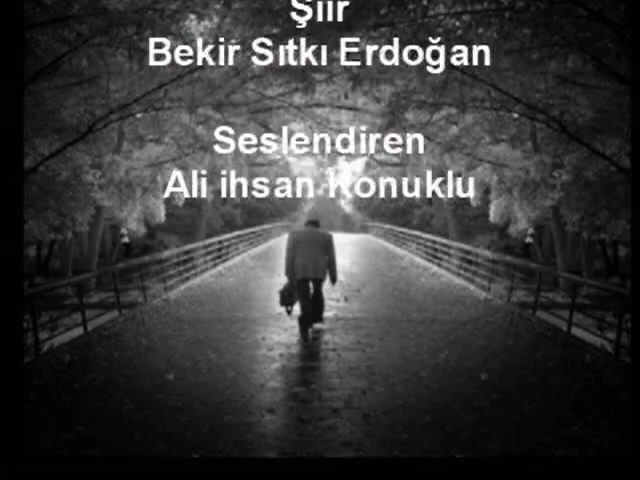 Şiir
Bekir Sıtkı Erdoğan
Seslendiren
Ali ihsan Konuklu